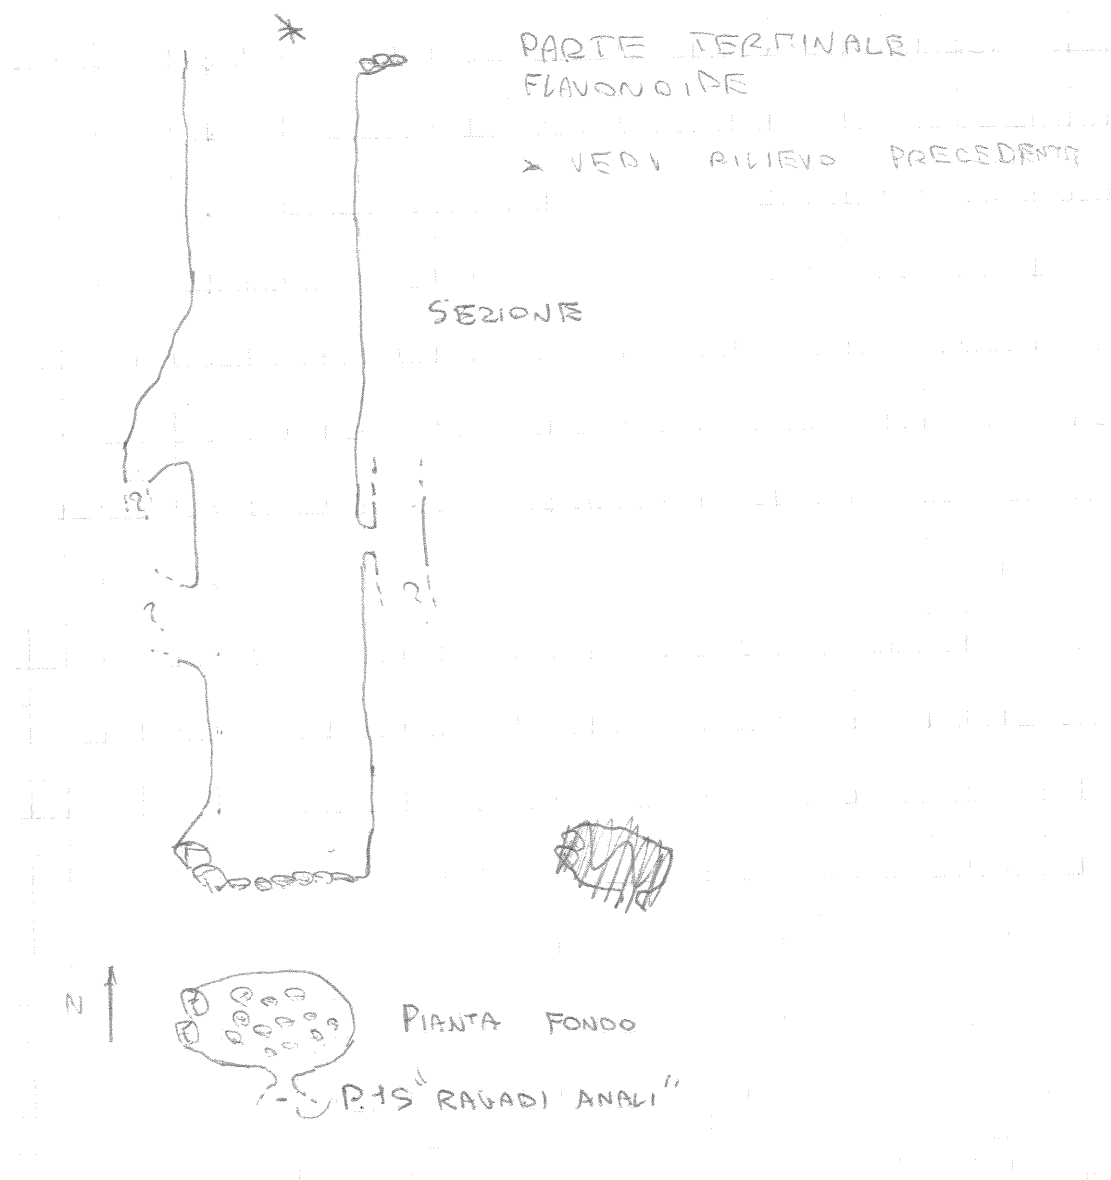 *
PARTE TERMINALE
FLAVONOIDE
* VEDI RILIEVO PRECEDENTE
SEZIONE
?
?
?
N
PIANTA FONDO
P.15 "RAGADI ANALI"